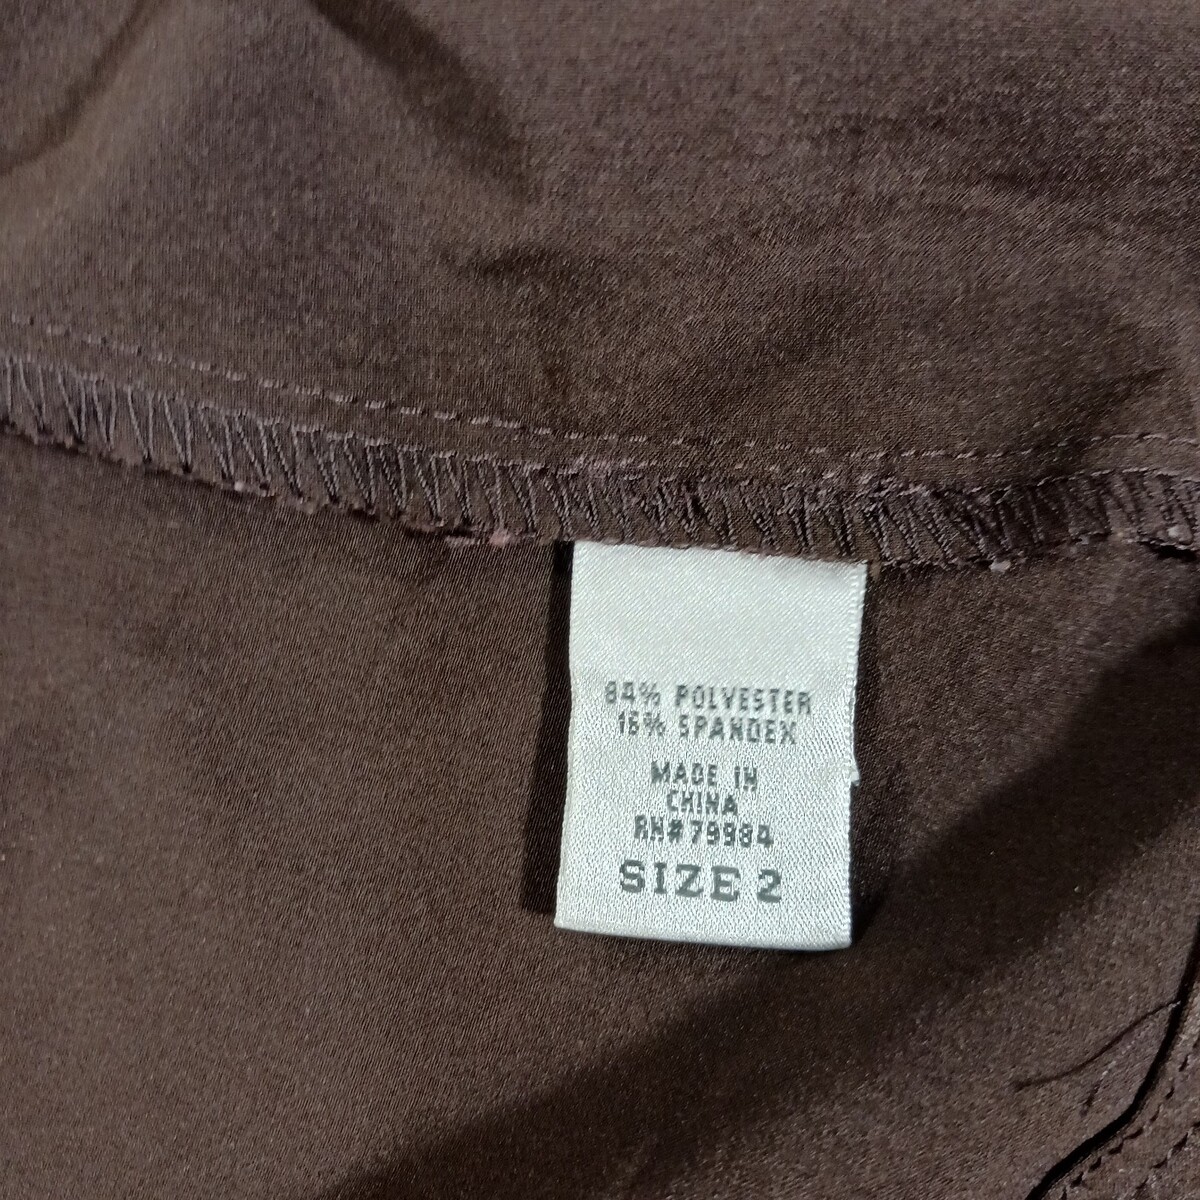 84% POLYESTER
16% SPANDEX
MADE IN
CHINA
RN#79984
SIZE 2